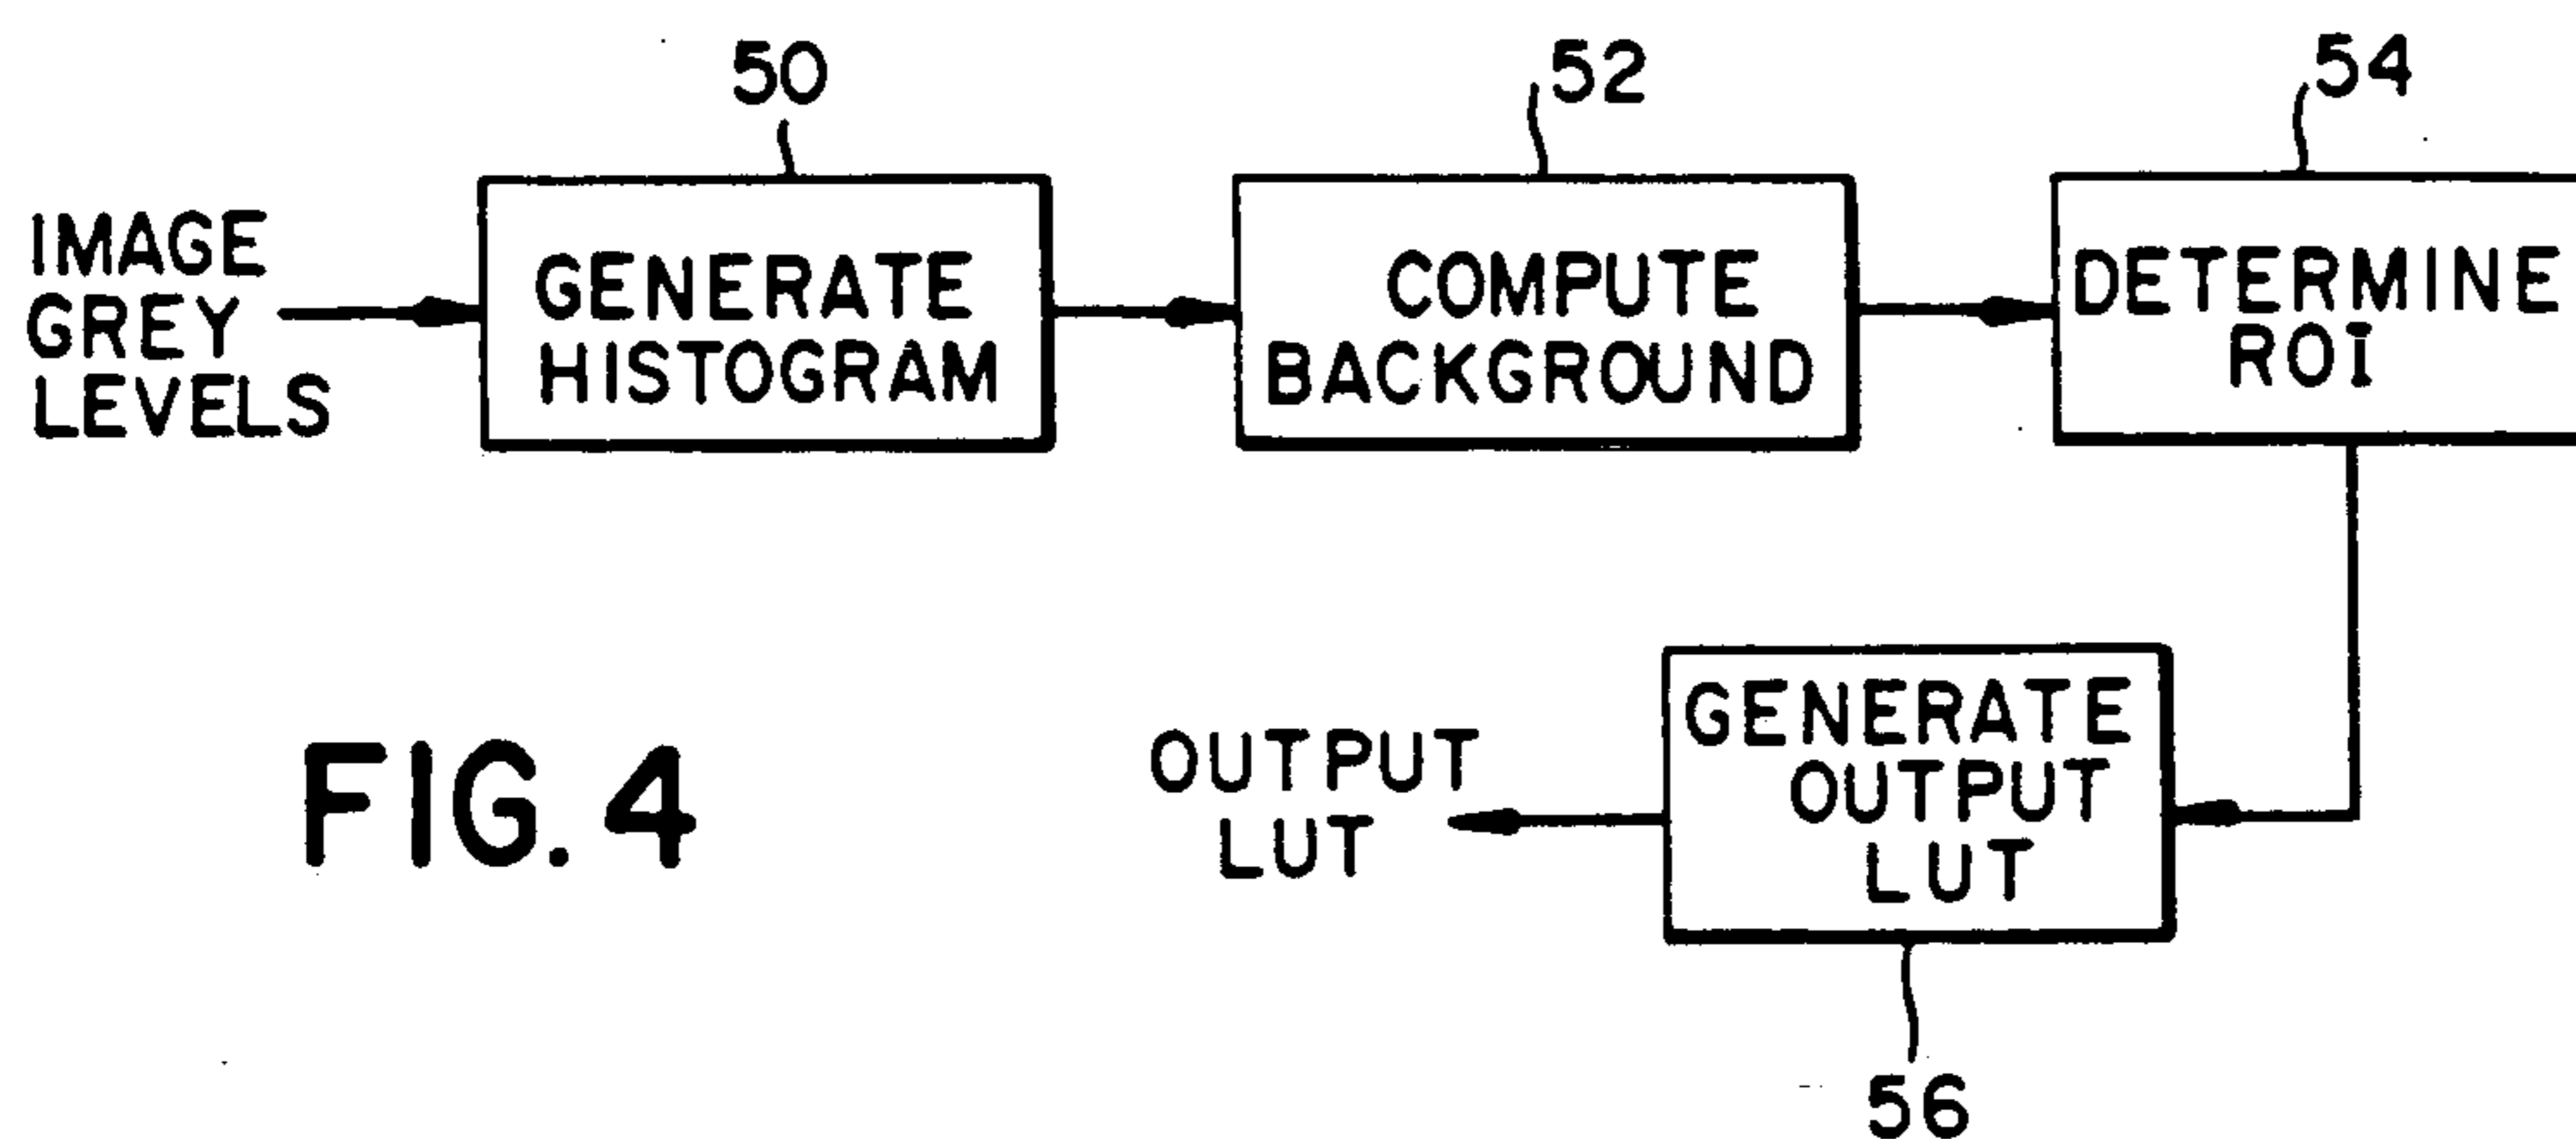 50
52
54
IMAGE
GREY
LEVELS
GENERATE
HISTOGRAM
COMPUTE
BACKGROUND
DETERMINE
ROI
GENERATE
OUTPUT
LUT
56
OUTPUT
LUT
FIG. 4